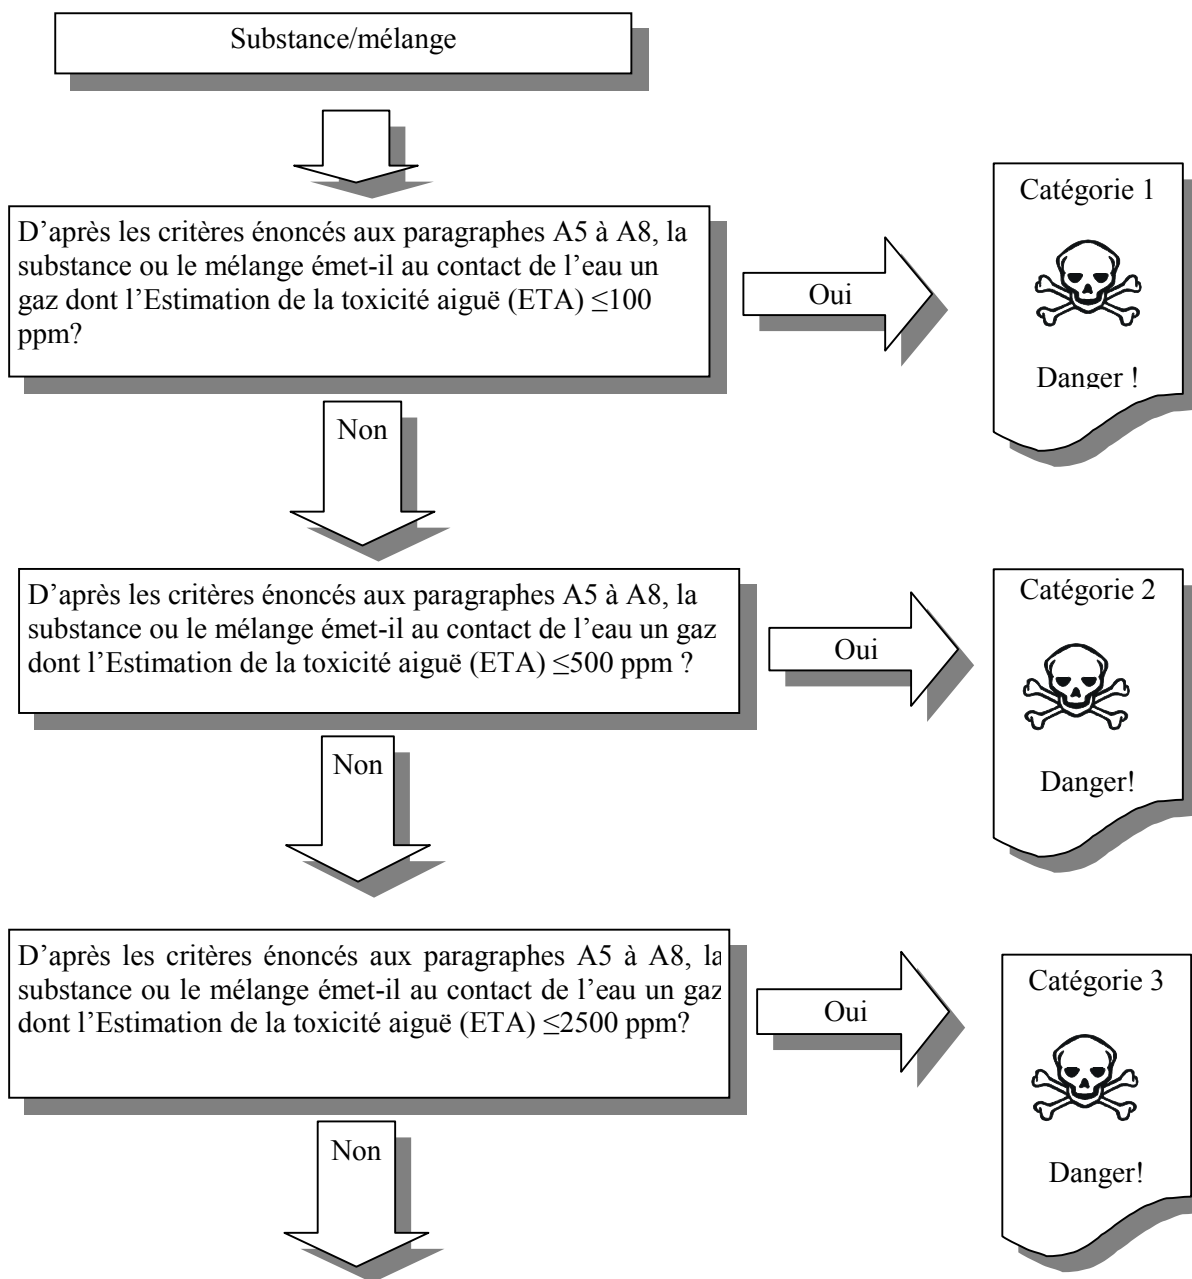 Substance/mélange
D’après les critères énoncés aux paragraphes A5 à A8, la
substance ou le mélange émet-il au contact de l’eau un
gaz dont l’Estimation de la toxicité aiguë (ETA) ≤100
ppm?
Oui
Catégorie 1
Danger !
Non
D’après les critères énoncés aux paragraphes A5 à A8, la
substance ou le mélange émet-il au contact de l’eau un gaz
dont l’Estimation de la toxicité aiguë (ETA) ≤500 ppm ?
Oui
Catégorie 2
Danger!
Non
D’après les critères énoncés aux paragraphes A5 à A8, la
substance ou le mélange émet-il au contact de l’eau un gaz
dont l’Estimation de la toxicité aiguë (ETA) ≤2500 ppm?
Oui
Catégorie 3
Danger!
Non